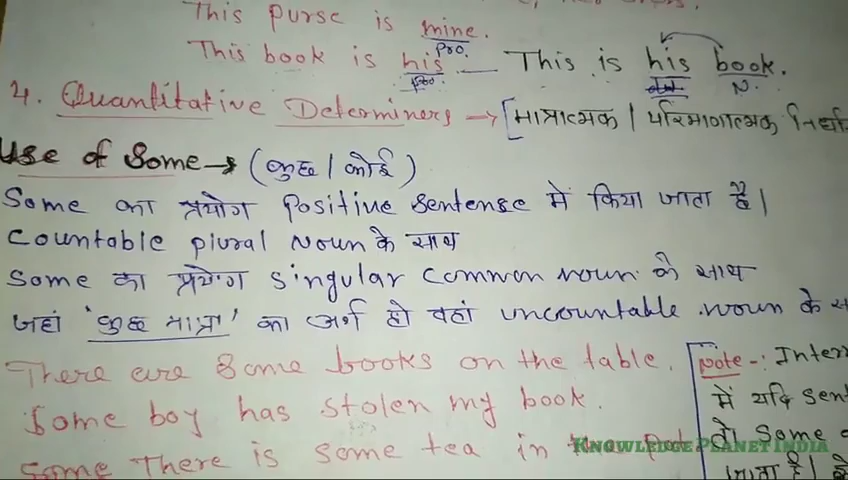 This purse is mine.
Pro.
This book is his — This is his book.
Pro. N.
4. Quantitative Determiners → [मात्रात्मक / परिमाणात्मक
Use of Some → (कुछ / कोई)
Some का प्रयोग Positive Sentense में किया जाता है।
Countable plural Noun के साथ
Some का प्रयोग Singular Common noun के साथ
जहां 'कुछ मात्रा' का अर्थ हो वहां uncountable noun के
There are Some books on the table.
Some boy has stolen my book.
Some There is some tea in the Pot.
Note -:
में यदि
तो Some
जाता है।
KNOWLEDGE PLANET INDIA